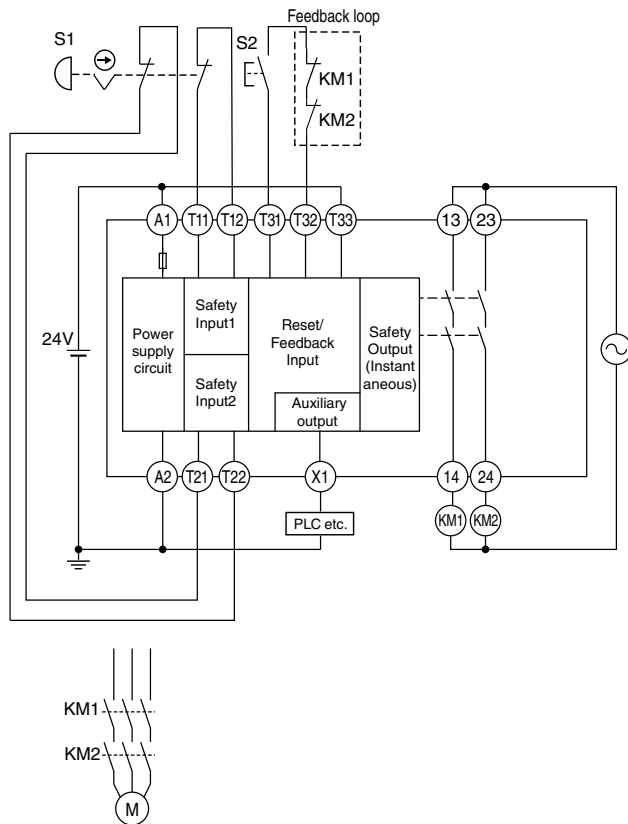 Feedback loop
S1
S2
KM1
KM2
A1
T11
T12
T31
T32
T33
13
23
24V
Power
supply
circuit
Safety
Input1
Safety
Input2
Reset/
Feedback
Input
Auxiliary
output
Safety
Output
(Instant
aneous)
A2
T21
T22
X1
14
24
PLC etc.
KM1
KM2
KM1
KM2
M